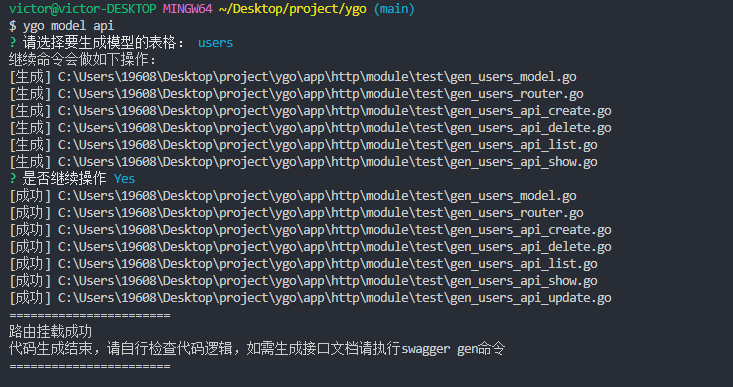 victor@victor-DESKTOP MINGW64 ~/Desktop/project/ygo (main)
$ ygo model api
? 请选择要生成模型的表格： users
继续命令会做如下操作：
[生成] C:\Users\19608\Desktop\project\ygo\app\http\module\test\gen_users_model.go
[生成] C:\Users\19608\Desktop\project\ygo\app\http\module\test\gen_users_router.go
[生成] C:\Users\19608\Desktop\project\ygo\app\http\module\test\gen_users_api_create.go
[生成] C:\Users\19608\Desktop\project\ygo\app\http\module\test\gen_users_api_delete.go
[生成] C:\Users\19608\Desktop\project\ygo\app\http\module\test\gen_users_api_list.go
[生成] C:\Users\19608\Desktop\project\ygo\app\http\module\test\gen_users_api_show.go
? 是否继续操作 Yes
[成功] C:\Users\19608\Desktop\project\ygo\app\http\module\test\gen_users_model.go
[成功] C:\Users\19608\Desktop\project\ygo\app\http\module\test\gen_users_router.go
[成功] C:\Users\19608\Desktop\project\ygo\app\http\module\test\gen_users_api_create.go
[成功] C:\Users\19608\Desktop\project\ygo\app\http\module\test\gen_users_api_delete.go
[成功] C:\Users\19608\Desktop\project\ygo\app\http\module\test\gen_users_api_list.go
[成功] C:\Users\19608\Desktop\project\ygo\app\http\module\test\gen_users_api_show.go
[成功] C:\Users\19608\Desktop\project\ygo\app\http\module\test\gen_users_api_update.go
=======================
路由挂载成功
代码生成结束，请自行检查代码逻辑，如需生成接口文档请执行swagger gen命令
=======================